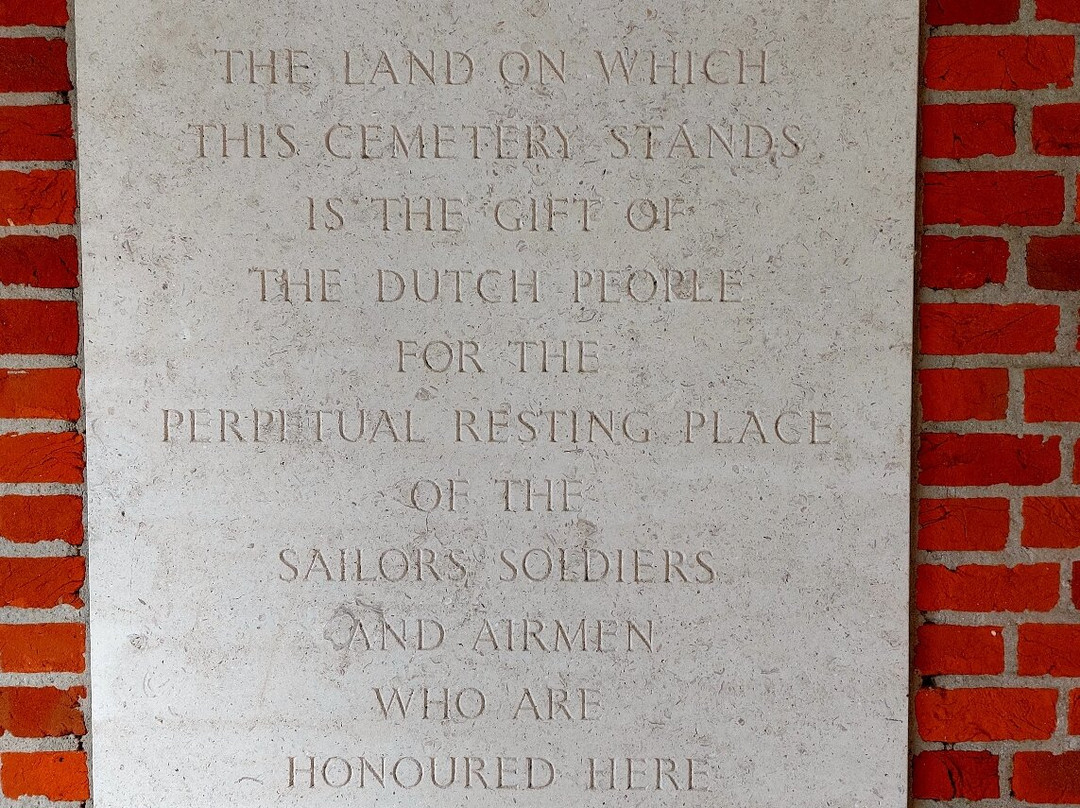 THE LAND ON WHICH
THIS CEMETERY STANDS
IS THE GIFT OF
THE DUTCH PEOPLE
FOR THE
PERPETUAL RESTING PLACE
OF THE
SAILORS SOLDIERS
AND AIRMEN
WHO ARE
HONOURED HERE